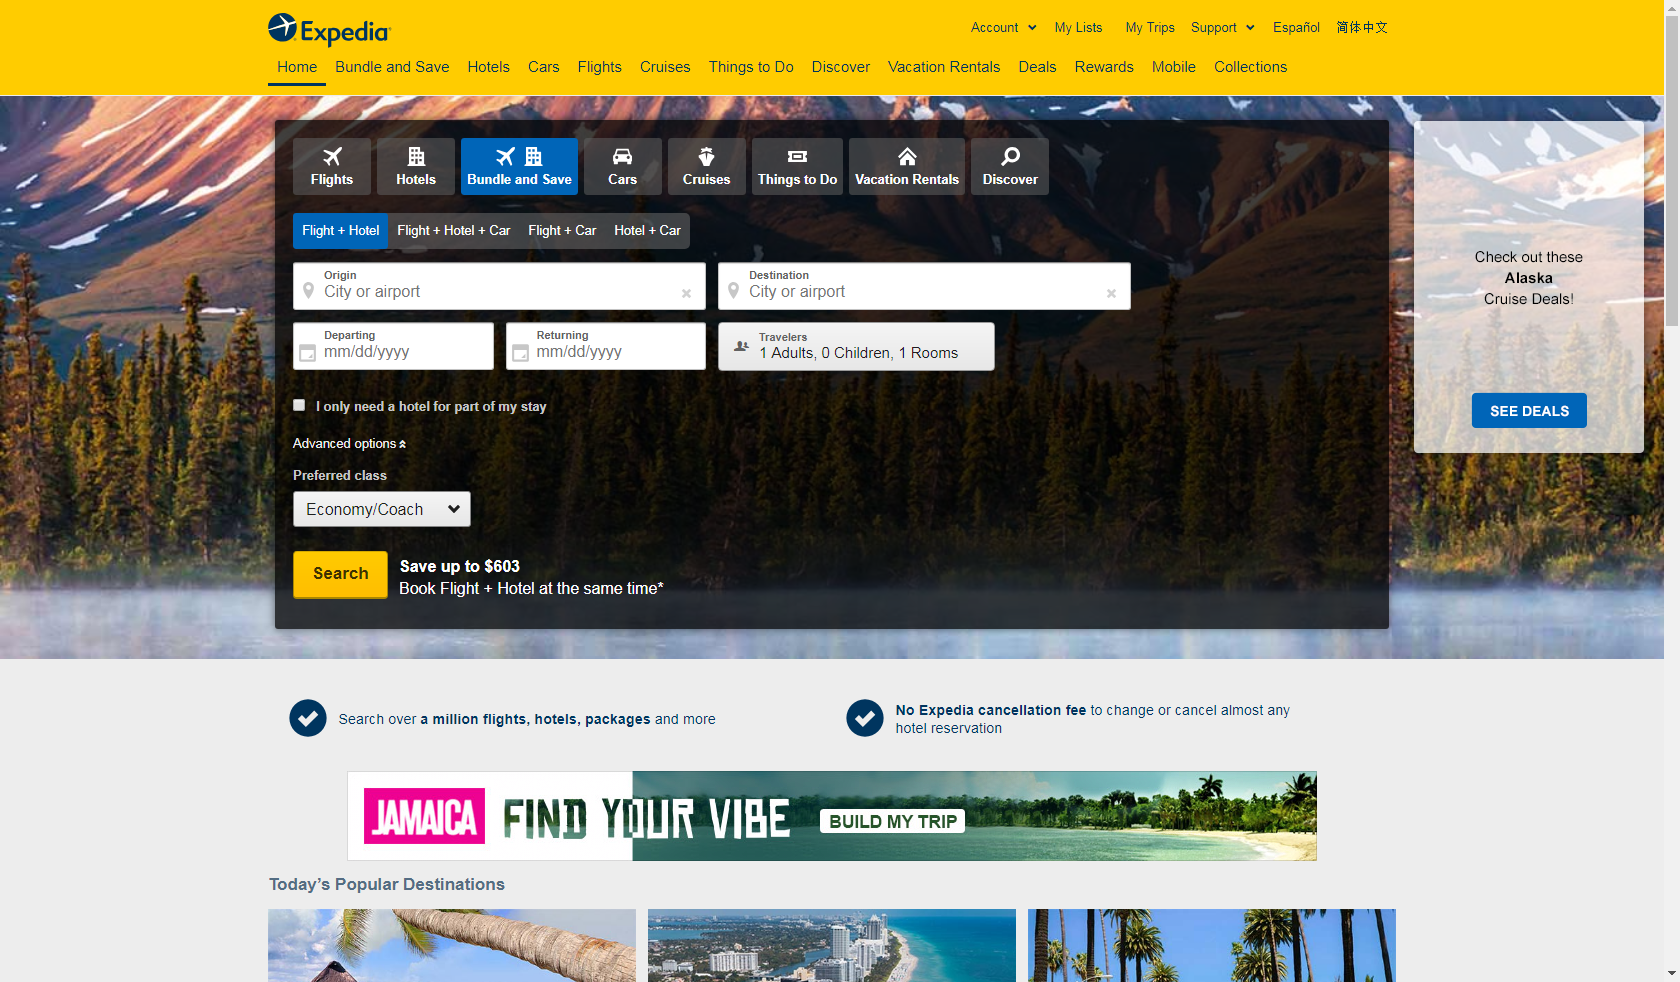 Expedia
Account My Lists My Trips Support Español 简体中文
Home Bundle and Save Hotels Cars Flights Cruises Things to Do Discover Vacation Rentals Deals Rewards Mobile Collections
Flights Hotels Bundle and Save Cars Cruises Things to Do Vacation Rentals Discover
Flight + Hotel Flight + Hotel + Car Flight + Car Hotel + Car
Origin
City or airport
Destination
City or airport
Departing
mm/dd/yyyy
Returning
mm/dd/yyyy
Travelers
1 Adults, 0 Children, 1 Rooms
I only need a hotel for part of my stay
Advanced options
Preferred class
Economy/Coach
Search
Save up to $603
Book Flight + Hotel at the same time*
Check out these
Alaska
Cruise Deals!
SEE DEALS
Search over a million flights, hotels, packages and more
No Expedia cancellation fee to change or cancel almost any
hotel reservation
JAMAICA FIND YOUR VIBE BUILD MY TRIP
Today’s Popular Destinations